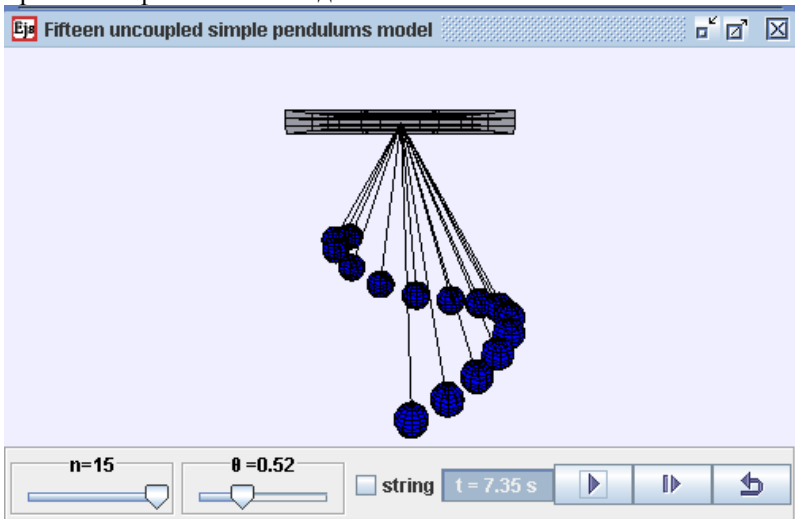 Ejs Fifteen uncoupled simple pendulums model
n=15
θ =0.52
string
t = 7.35 s